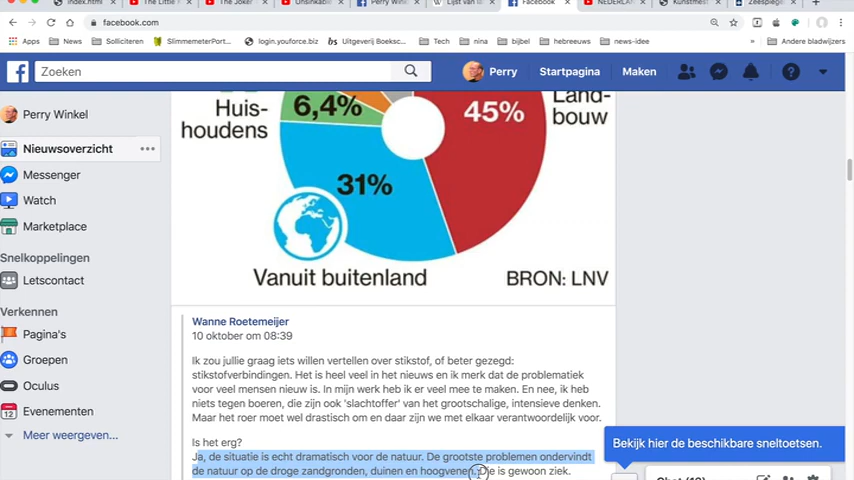 index.html
YouTube The Little
YouTube The Joker
Unsinkable
Perry Wink
Lijst van
Facebook
NEDERLAN
Kunstmest
Zeespiege
facebook.com
Apps
News
Solliciteren
SlimmemeterPort...
login.youforce.biz
Uitgeverij Boeksc...
Tech
nina
bijbel
hebreeuws
news-idee
Andere bladwijzers
Zoeken
Perry
Startpagina
Maken
Perry Winkel
Nieuwsoverzicht
Messenger
Watch
Marketplace
Snelkoppelingen
Letscontact
Verkennen
Pagina's
Groepen
Oculus
Evenementen
Meer weergeven...
Huis-
houdens
6,4%
45%
Land-
bouw
31%
Vanuit buitenland
BRON: LNV
Wanne Roetemeijer
10 oktober om 08:39
Ik zou jullie graag iets willen vertellen over stikstof, of beter gezegd:
stikstofverbindingen. Het is heel veel in het nieuws en ik merk dat de problematiek
voor veel mensen nieuw is. In mijn werk heb ik er veel mee te maken. En nee, ik heb
niets tegen boeren, die zijn ook 'slachtoffer' van het grootschalige, intensieve denken.
Maar het roer moet wel drastisch om en daar zijn we met elkaar verantwoordelijk voor.
Is het erg?
Ja, de situatie is echt dramatisch voor de natuur. De grootste problemen ondervindt
de natuur op de droge zandgronden, duinen en hoogvenen. Die is gewoon ziek.
Bekijk hier de beschikbare sneltoetsen.